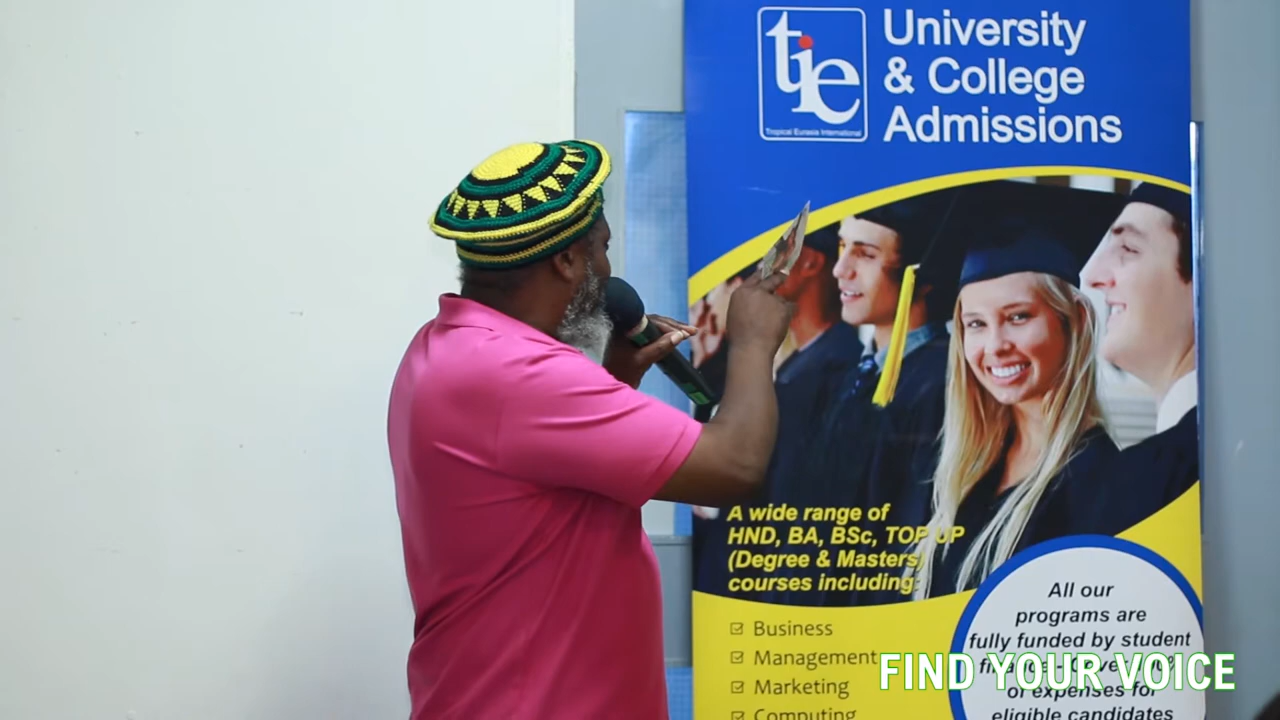 tie
Tropical Eurasia International
University
& College
Admissions
A wide range of
HND, BA, BSc, TOP UP
(Degree & Masters)
courses including:
Business
Management
Marketing
Computing
All our
programs are
fully funded by student
of expenses for
eligible candidates
FIND YOUR VOICE